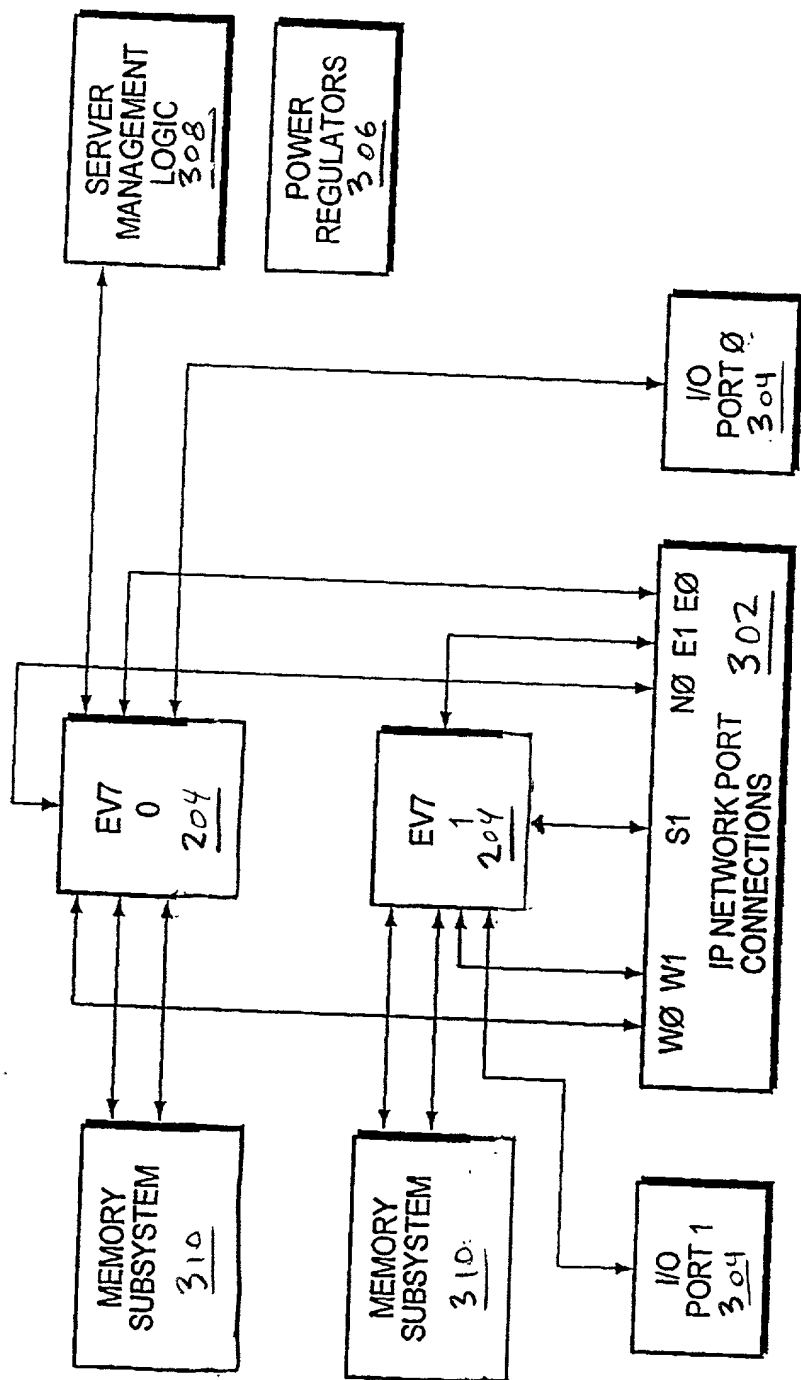 MEMORY
SUBSYSTEM
310
EV7
0
204
SERVER
MANAGEMENT
LOGIC
308
POWER
REGULATORS
306
MEMORY
SUBSYSTEM
310
EV7
1
204
I/O
PORT 1
304
WØ W1 S1 NØ E1 EØ
IP NETWORK PORT
CONNECTIONS
302
I/O
PORT Ø
304